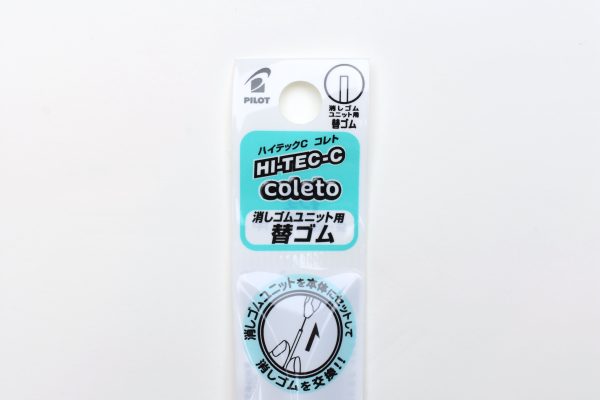 PILOT
消しゴム
ユニット用
替ゴム
ハイテックC コレト
HI-TEC-C
coleto
消しゴムユニット用
替ゴム
消しゴムユニットを本体にセットして
消しゴムを交換!!